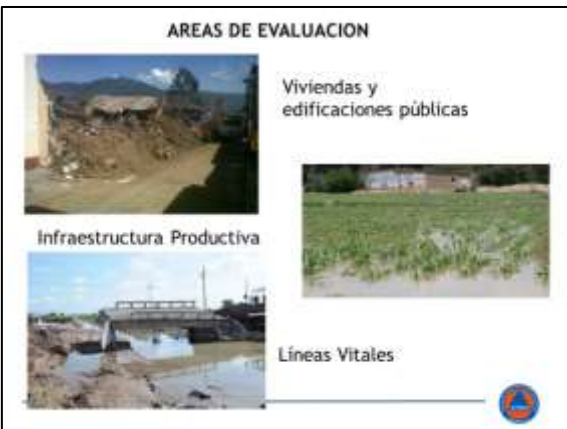 AREAS DE EVALUACION
Viviendas y
edificaciones públicas
Infraestructura Productiva
Líneas Vitales